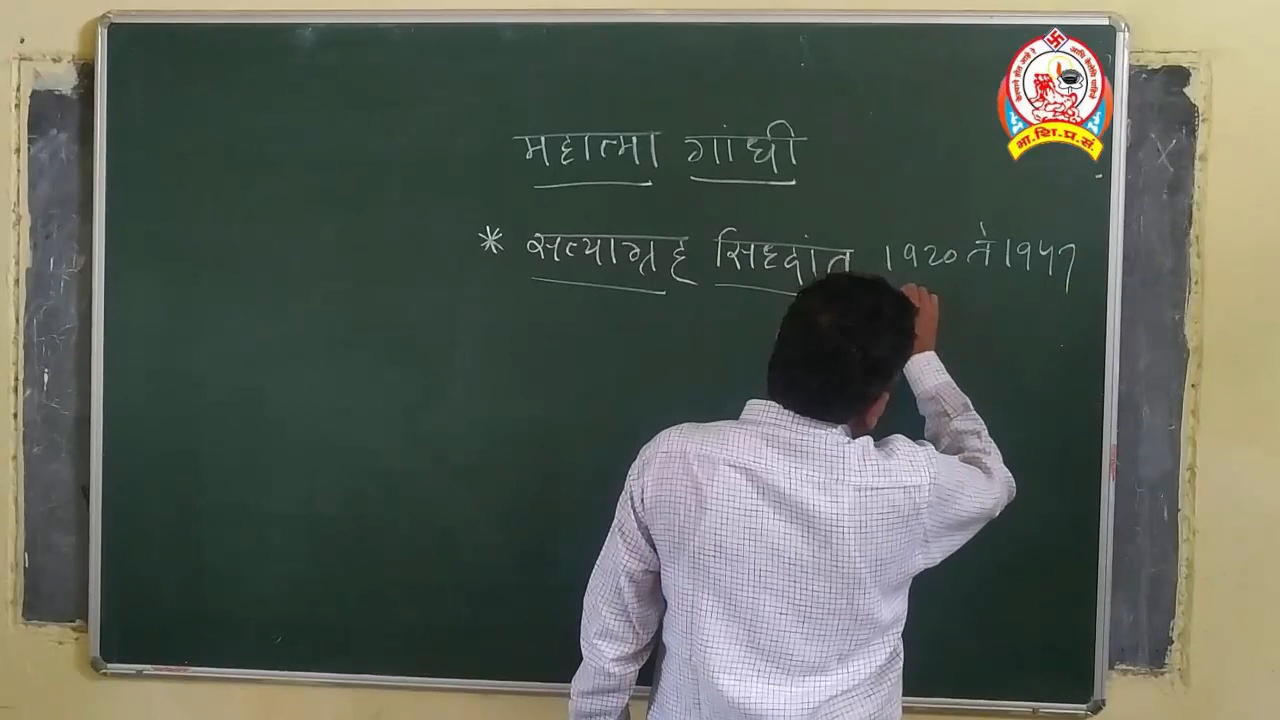 महात्मा गांधी
* सत्याग्रह सिध्दांत १९२० ते १९४७
भा.शि.प्र.सं.